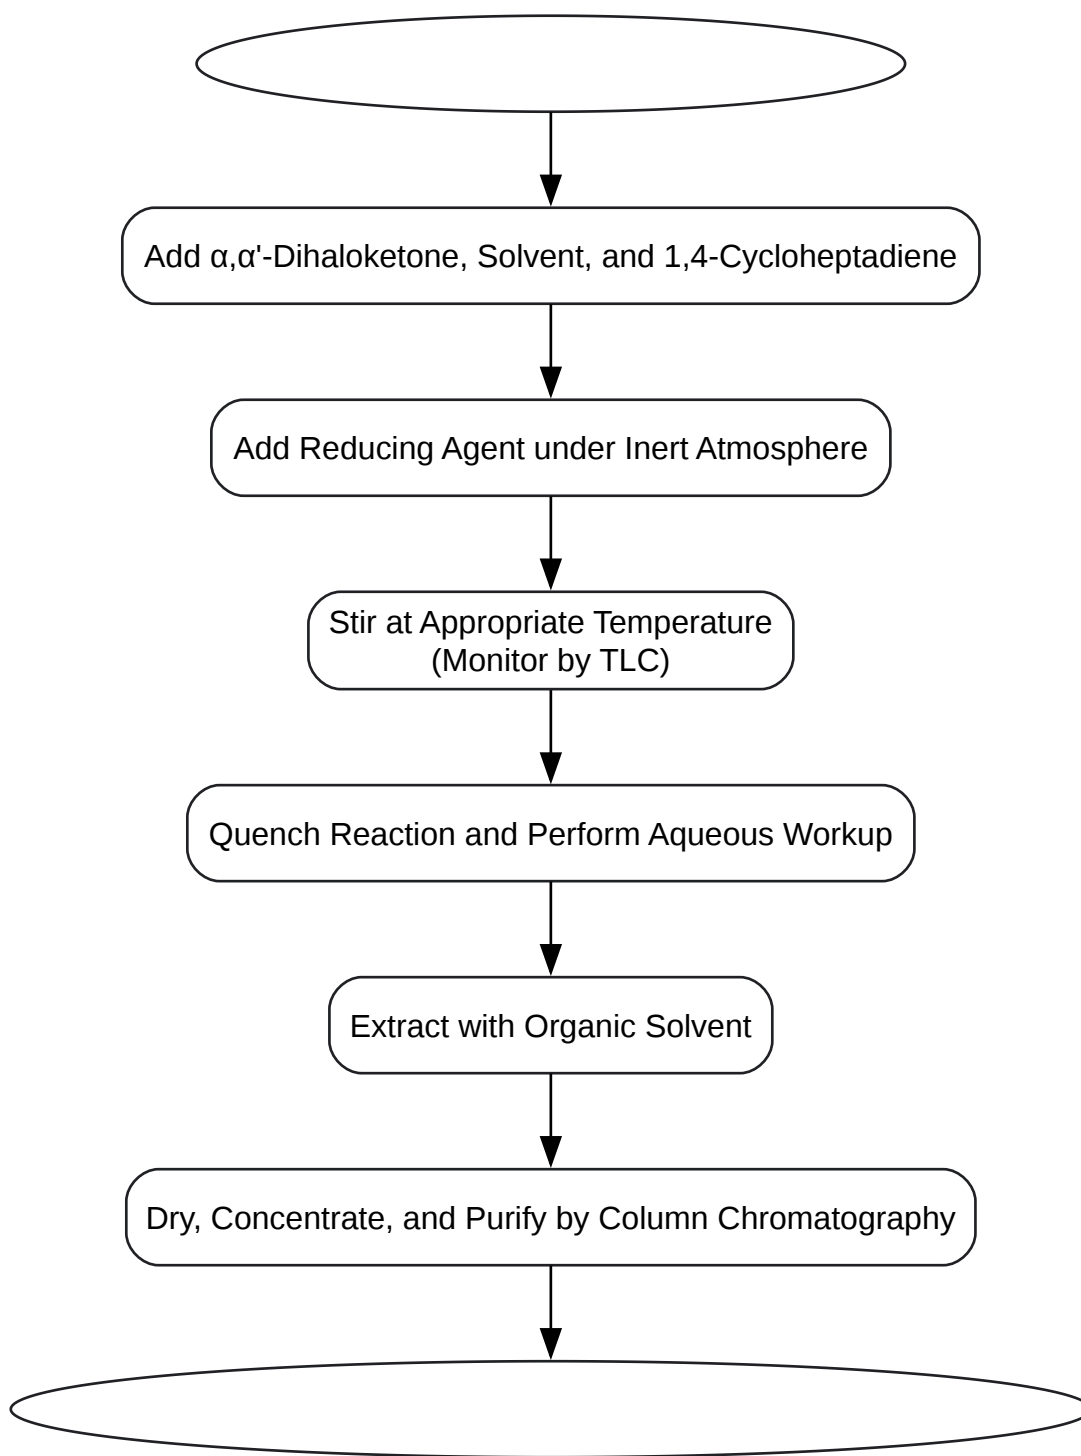 Add α,α'-Dihaloketone, Solvent, and 1,4-Cycloheptadiene
Add Reducing Agent under Inert Atmosphere
Stir at Appropriate Temperature
(Monitor by TLC)
Quench Reaction and Perform Aqueous Workup
Extract with Organic Solvent
Dry, Concentrate, and Purify by Column Chromatography